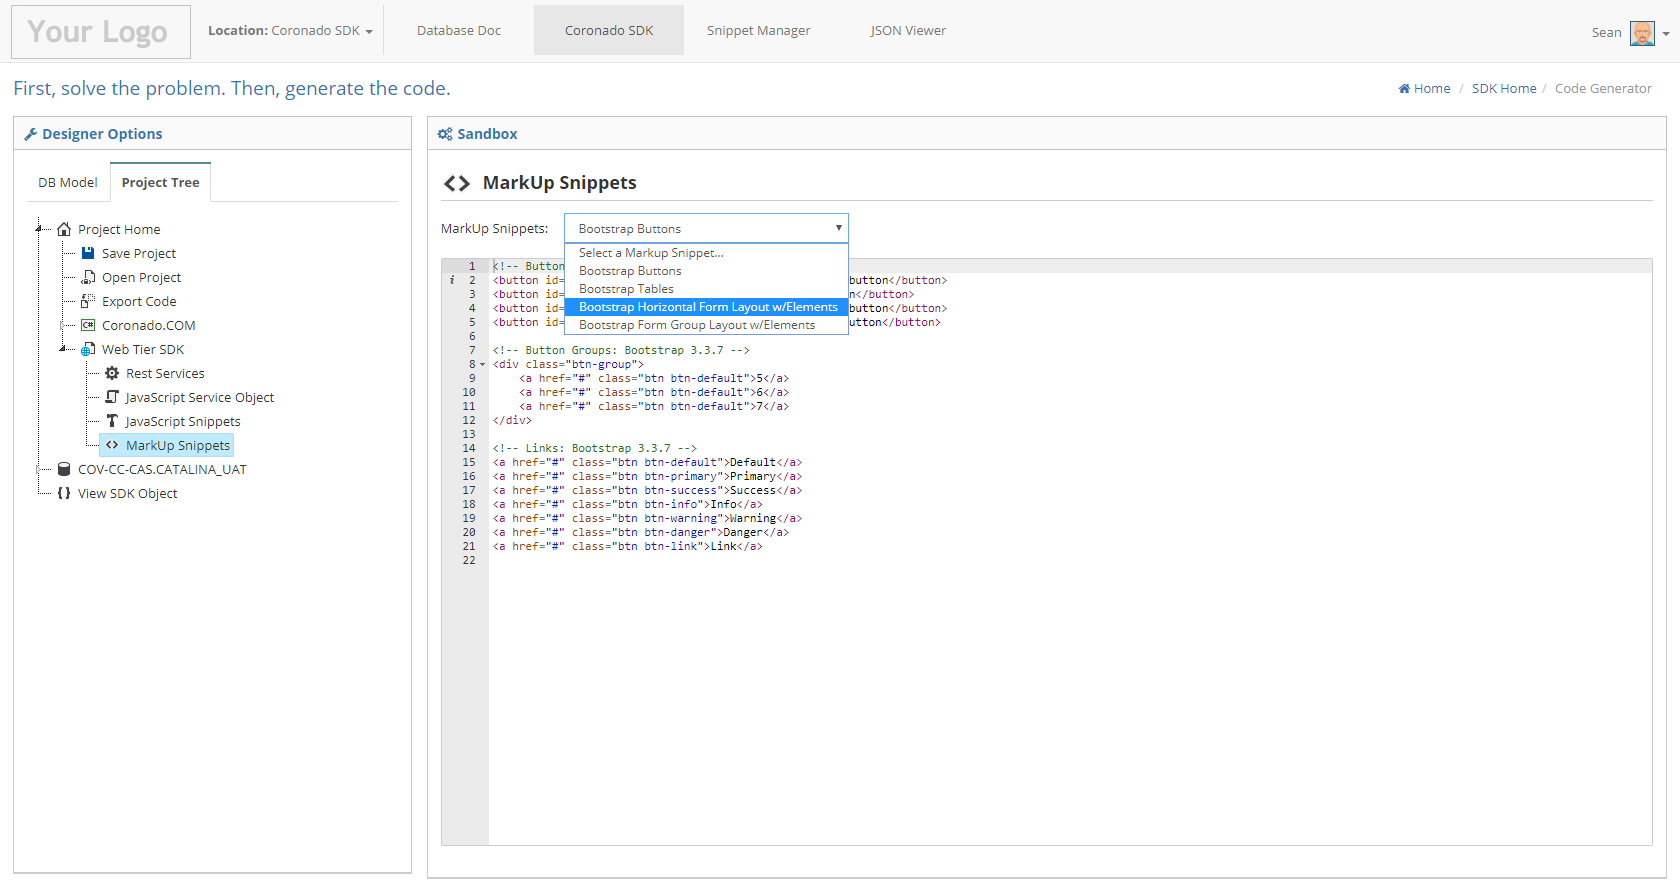 Your Logo
Location: Coronado SDK
Database Doc
Coronado SDK
Snippet Manager
JSON Viewer
Sean
First, solve the problem. Then, generate the code.
Home / SDK Home / Code Generator
Designer Options
DB Model
Project Tree
Project Home
Save Project
Open Project
Export Code
C# Coronado.COM
Web Tier SDK
Rest Services
JavaScript Service Object
JavaScript Snippets
MarkUp Snippets
COV-CC-CAS.CATALINA_UAT
View SDK Object
Sandbox
MarkUp Snippets
MarkUp Snippets:
Bootstrap Buttons
Select a Markup Snippet...
Bootstrap Buttons
Bootstrap Tables
Bootstrap Horizontal Form Layout w/Elements
Bootstrap Form Group Layout w/Elements
1 <!-- Button
i 2 <button id= button</button>
3 <button id= n</button>
4 <button id= button</button>
5 <button id= utton</button>
6
7 <!-- Button Groups: Bootstrap 3.3.7 -->
8 <div class="btn-group">
9     <a href="#" class="btn btn-default">5</a>
10     <a href="#" class="btn btn-default">6</a>
11     <a href="#" class="btn btn-default">7</a>
12 </div>
13
14 <!-- Links: Bootstrap 3.3.7 -->
15 <a href="#" class="btn btn-default">Default</a>
16 <a href="#" class="btn btn-primary">Primary</a>
17 <a href="#" class="btn btn-success">Success</a>
18 <a href="#" class="btn btn-info">Info</a>
19 <a href="#" class="btn btn-warning">Warning</a>
20 <a href="#" class="btn btn-danger">Danger</a>
21 <a href="#" class="btn btn-link">Link</a>
22